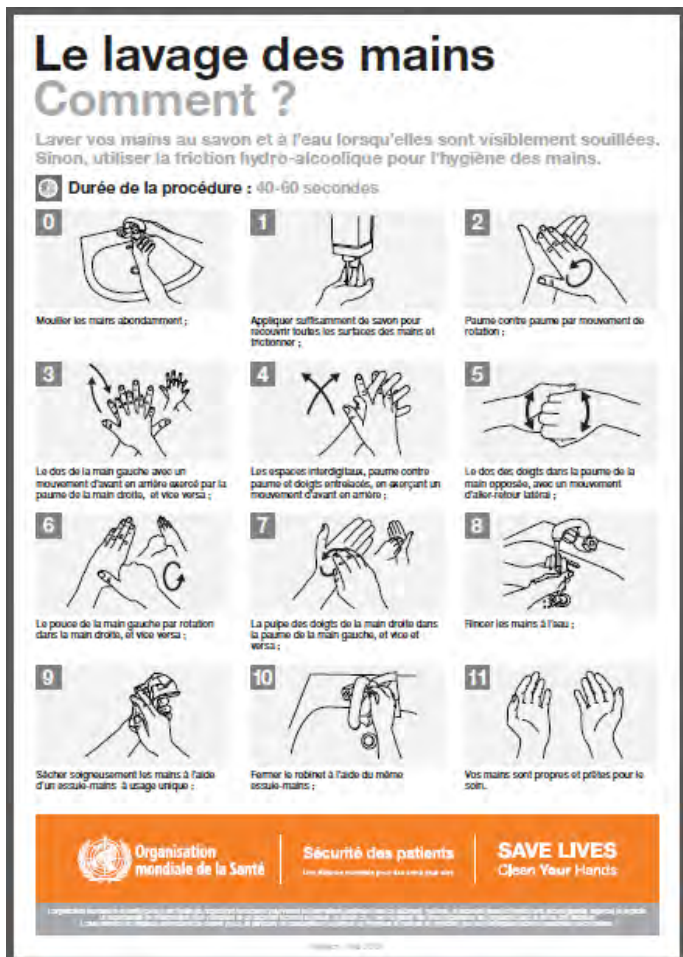 Le lavage des mains
Comment ?
Laver vos mains au savon et à l'eau lorsqu'elles sont visiblement souillées.
Sinon, utiliser la friction hydro-alcoolique pour l'hygiène des mains.
Durée de la procédure : 40-60 secondes
0
Mouiller les mains abondamment ;
1
Appliquer suffisamment de savon pour
recouvrir toutes les surfaces des mains et
frictionner ;
2
Paume contre paume par mouvement de
rotation ;
3
Le dos de la main gauche avec un
mouvement d'avant en arrière exercé par la
paume de la main droite, et vice versa ;
4
Les espaces interdigitaux, paume contre
paume et doigts entrelacés, en exerçant un
mouvement d'avant en arrière ;
5
Le dos des doigts dans la paume de la
main opposée, avec un mouvement
d'aller-retour latéral ;
6
Le pouce de la main gauche par rotation
dans la main droite, et vice versa ;
7
La pulpe des doigts de la main droite dans
la paume de la main gauche, et vice et
versa ;
8
Rincer les mains à l'eau ;
9
Sécher soigneusement les mains à l'aide
d'un essuie-mains à usage unique ;
10
Fermer le robinet à l'aide du même
essuie-mains ;
11
Vos mains sont propres et prêtes pour le
soin.
Organisation
mondiale de la Santé
Sécurité des patients
SAVE LIVES
Clean Your Hands